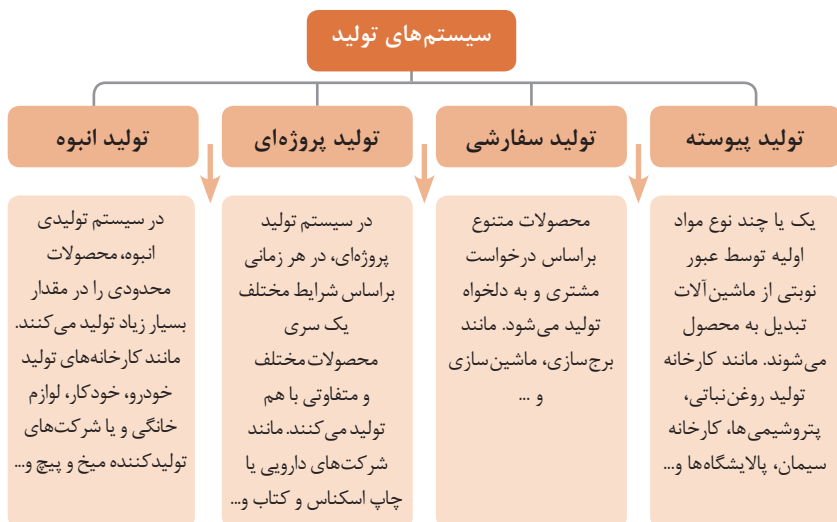 سیستم‌های تولید
تولید پیوسته
یک یا چند نوع مواد
اولیه توسط عبور
نوبتی از ماشین‌آلات
تبدیل به محصول
می‌شوند. مانند کارخانه
تولید روغن‌نباتی،
پتروشیمی‌ها، کارخانه
سیمان، پالایشگاه‌ها و...
تولید سفارشی
محصولات متنوع
براساس درخواست
مشتری و به دلخواه
تولید می‌شود. مانند
برج‌سازی، ماشین‌سازی
و ...
تولید پروژه‌ای
در سیستم تولید
پروژه‌ای، در هر زمانی
براساس شرایط مختلف
یک سری
محصولات مختلف
و متفاوتی با هم
تولید می‌کنند. مانند
شرکت‌های دارویی یا
چاپ اسکناس و کتاب و...
تولید انبوه
در سیستم تولیدی
انبوه، محصولات
محدودی را در مقدار
بسیار زیاد تولید می‌کنند.
مانند کارخانه‌های تولید
خودرو، خودکار، لوازم
خانگی و یا شرکت‌های
تولیدکننده میخ و پیچ و...